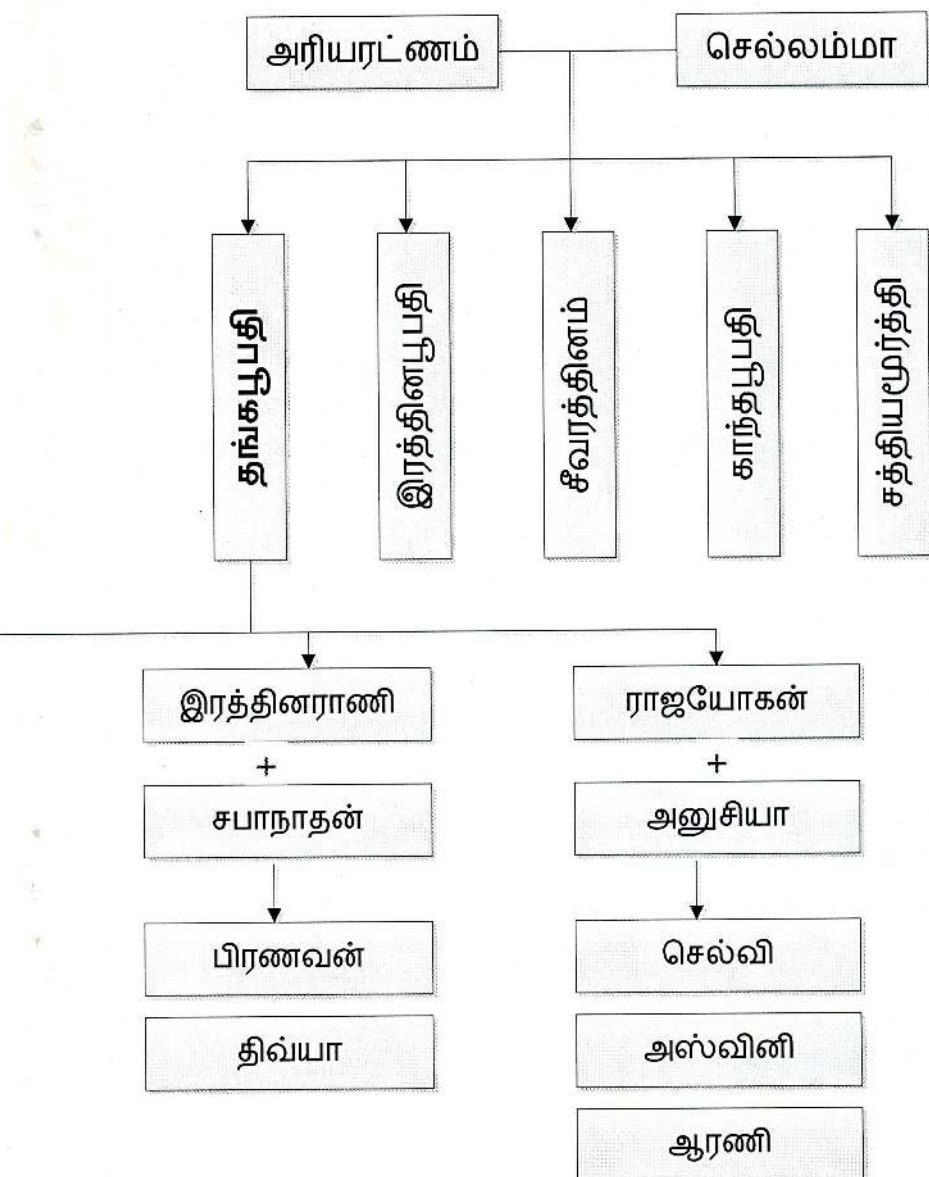 அரியரட்ணம்
செல்லம்மா
தங்கபூபதி
இரத்தினபூபதி
சீவரத்தினம்
காந்தபூபதி
சத்தியமூர்த்தி
இரத்தினராணி
ராஜயோகன்
+
+
சபாநாதன்
அனுசியா
பிரணவன்
செல்வி
திவ்யா
அஸ்வினி
ஆரணி